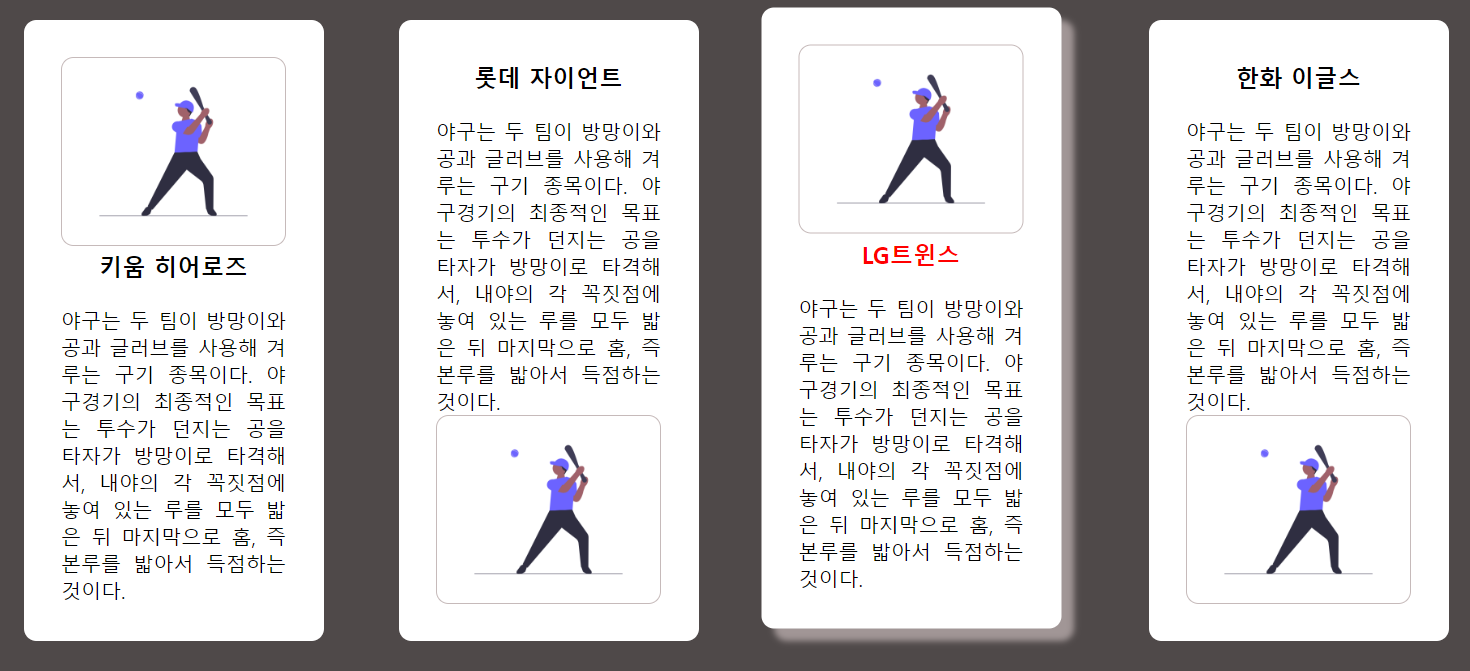 키움 히어로즈
야구는 두 팀이 방망이와
공과 글러브를 사용해 겨
루는 구기 종목이다. 야
구경기의 최종적인 목표
는 투수가 던지는 공을
타자가 방망이로 타격해
서, 내야의 각 꼭짓점에
놓여 있는 루를 모두 밟
은 뒤 마지막으로 홈, 즉
본루를 밟아서 득점하는
것이다.
롯데 자이언트
야구는 두 팀이 방망이와
공과 글러브를 사용해 겨
루는 구기 종목이다. 야
구경기의 최종적인 목표
는 투수가 던지는 공을
타자가 방망이로 타격해
서, 내야의 각 꼭짓점에
놓여 있는 루를 모두 밟
은 뒤 마지막으로 홈, 즉
본루를 밟아서 득점하는
것이다.
LG트윈스
야구는 두 팀이 방망이와
공과 글러브를 사용해 겨
루는 구기 종목이다. 야
구경기의 최종적인 목표
는 투수가 던지는 공을
타자가 방망이로 타격해
서, 내야의 각 꼭짓점에
놓여 있는 루를 모두 밟
은 뒤 마지막으로 홈, 즉
본루를 밟아서 득점하는
것이다.
한화 이글스
야구는 두 팀이 방망이와
공과 글러브를 사용해 겨
루는 구기 종목이다. 야
구경기의 최종적인 목표
는 투수가 던지는 공을
타자가 방망이로 타격해
서, 내야의 각 꼭짓점에
놓여 있는 루를 모두 밟
은 뒤 마지막으로 홈, 즉
본루를 밟아서 득점하는
것이다.